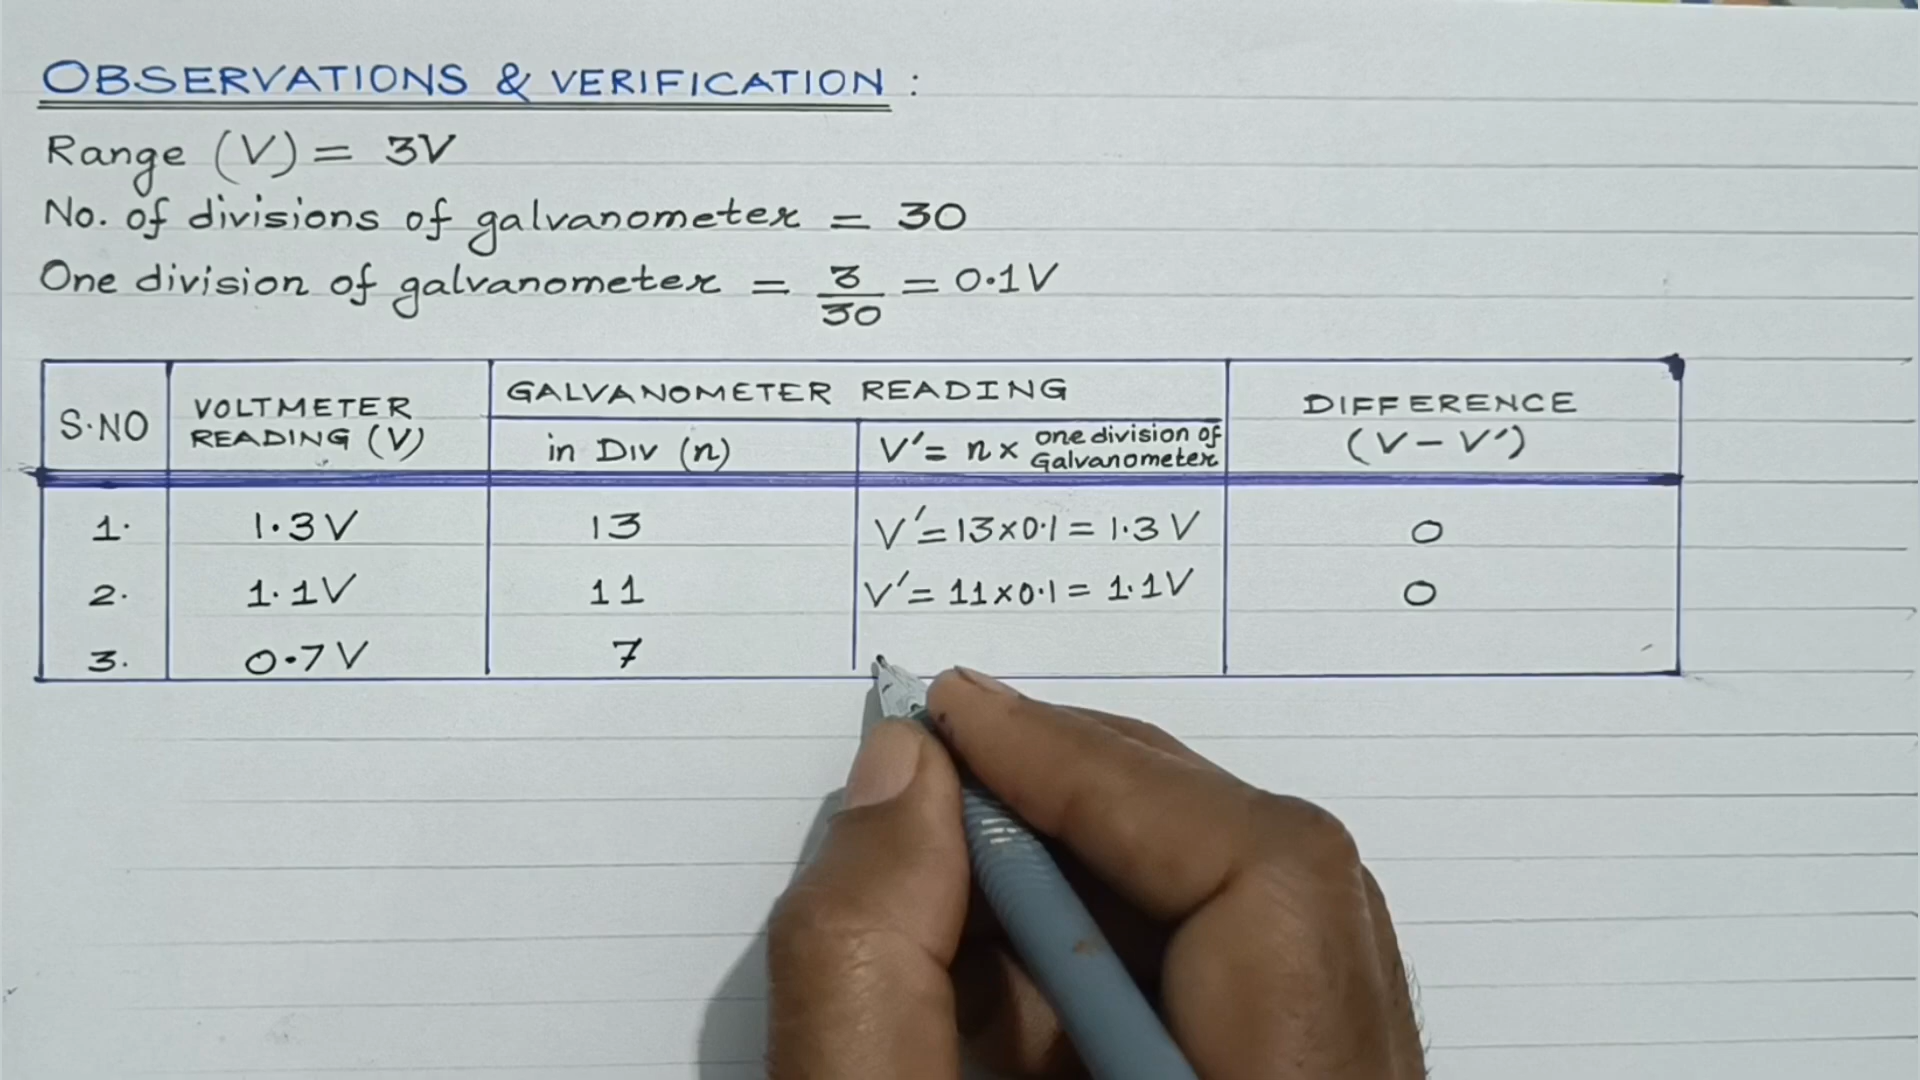 OBSERVATIONS & VERIFICATION :
Range (V) = 3V
No. of divisions of galvanometer = 30
One division of galvanometer = 3/30 = 0.1V
S.NO VOLTMETER READING (V) GALVANOMETER READING DIFFERENCE (V - V')
in Div (n) V' = n × one division of Galvanometer
1. 1.3V 13 V' = 13×0.1 = 1.3 V 0
2. 1.1V 11 V' = 11×0.1 = 1.1V 0
3. 0.7V 7